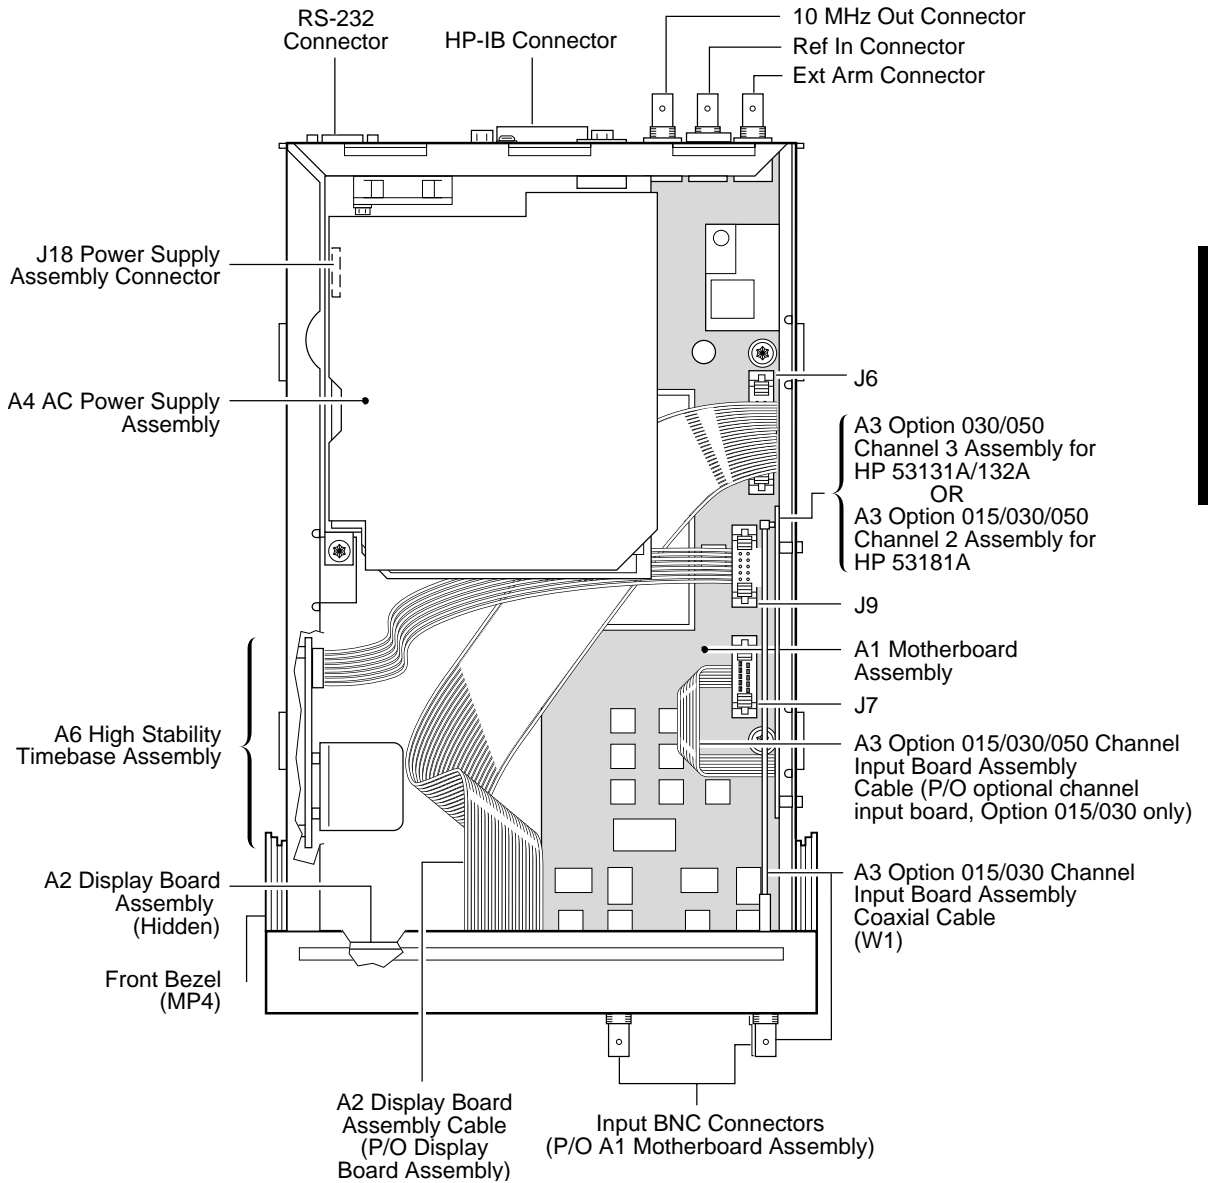 RS-232
Connector
HP-IB Connector
10 MHz Out Connector
Ref In Connector
Ext Arm Connector
J18 Power Supply
Assembly Connector
A4 AC Power Supply
Assembly
J6
A3 Option 030/050
Channel 3 Assembly for
HP 53131A/132A
OR
A3 Option 015/030/050
Channel 2 Assembly for
HP 53181A
J9
A1 Motherboard
Assembly
J7
A6 High Stability
Timebase Assembly
A3 Option 015/030/050 Channel
Input Board Assembly
Cable (P/O optional channel
input board, Option 015/030 only)
A2 Display Board
Assembly
(Hidden)
A3 Option 015/030 Channel
Input Board Assembly
Coaxial Cable
(W1)
Front Bezel
(MP4)
A2 Display Board
Assembly Cable
(P/O Display
Board Assembly)
Input BNC Connectors
(P/O A1 Motherboard Assembly)